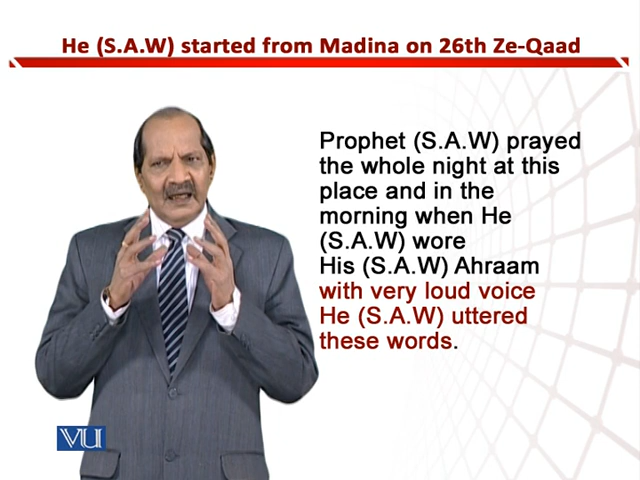 He (S.A.W) started from Madina on 26th Ze-Qaad
Prophet (S.A.W) prayed
the whole night at this
place and in the
morning when He
(S.A.W) wore
His (S.A.W) Ahraam
with very loud voice
He (S.A.W) uttered
these words.
VU